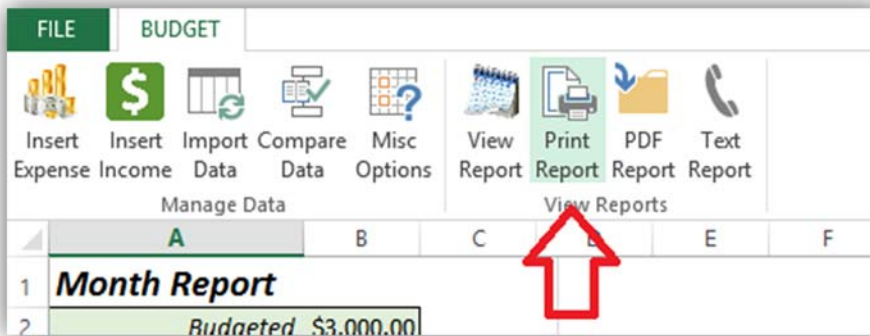 FILE BUDGET
Insert Insert Import Compare Misc View Print PDF Text
Expense Income Data Data Options Report Report Report Report
Manage Data View Reports
A B C D E F
1 Month Report
2 Budgeted $3,000.00